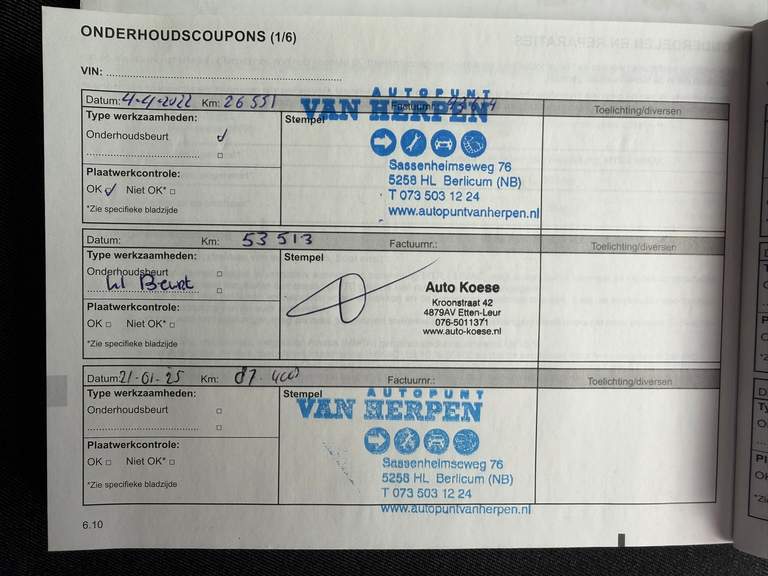 ONDERHOUDSCOUPONS (1/6)
VIN:
Datum: 4-4-2022 Km: 26551 Factuurnr.: Toelichting/diversen
Type werkzaamheden:
Onderhoudsbeurt
Plaatwerkcontrole:
OK Niet OK*
*Zie specifieke bladzijde
Stempel
AUTOPUNT
VAN HERPEN
Sassenheimseweg 76
5258 HL Berlicum (NB)
T 073 503 12 24
www.autopuntvanherpen.nl
Datum: Km: 53 513 Factuurnr.: Toelichting/diversen
Type werkzaamheden:
Onderhoudsbeurt
Beurt
Plaatwerkcontrole:
OK Niet OK*
*Zie specifieke bladzijde
Stempel
Auto Koese
Kroonstraat 42
4879AV Etten-Leur
076-5011371
www.auto-koese.nl
Datum: 21-01-25 Km: Factuurnr.: Toelichting/diversen
Type werkzaamheden:
Onderhoudsbeurt
Plaatwerkcontrole:
OK Niet OK*
*Zie specifieke bladzijde
Stempel
AUTOPUNT
VAN HERPEN
Sassenheimseweg 76
5258 HL Berlicum (NB)
T 073 503 12 24
www.autopuntvanherpen.nl
6.10